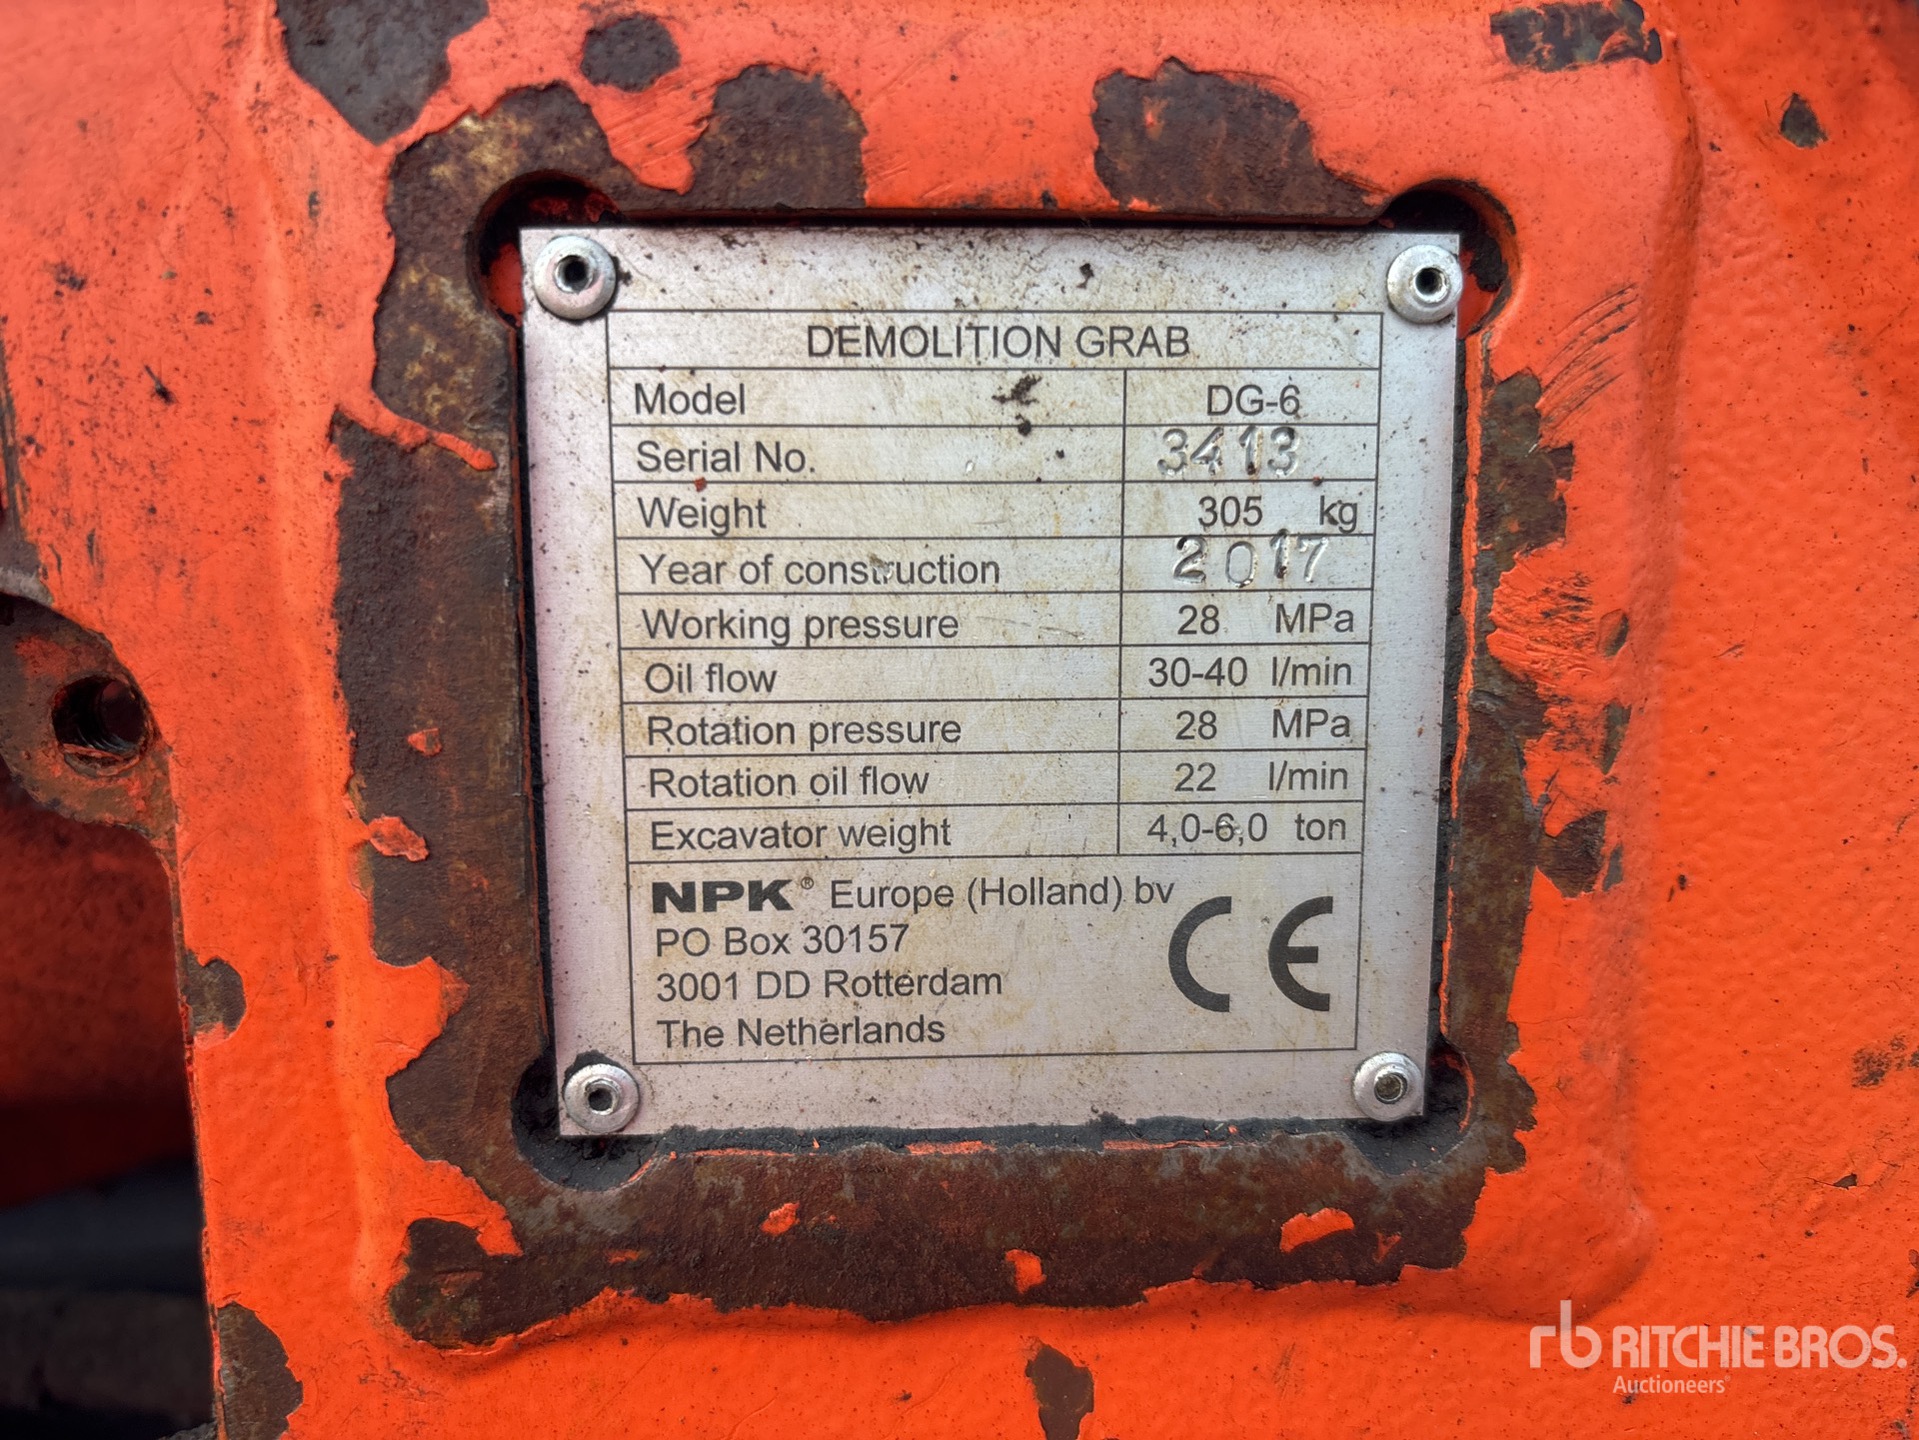 DEMOLITION GRAB
Model DG-6
Serial No. 3413
Weight 305 kg
Year of construction 2017
Working pressure 28 MPa
Oil flow 30-40 l/min
Rotation pressure 28 MPa
Rotation oil flow 22 l/min
Excavator weight 4,0-6,0 ton
NPK® Europe (Holland) bv
PO Box 30157
3001 DD Rotterdam
The Netherlands
CE
rb RITCHIE BROS.
Auctioneers